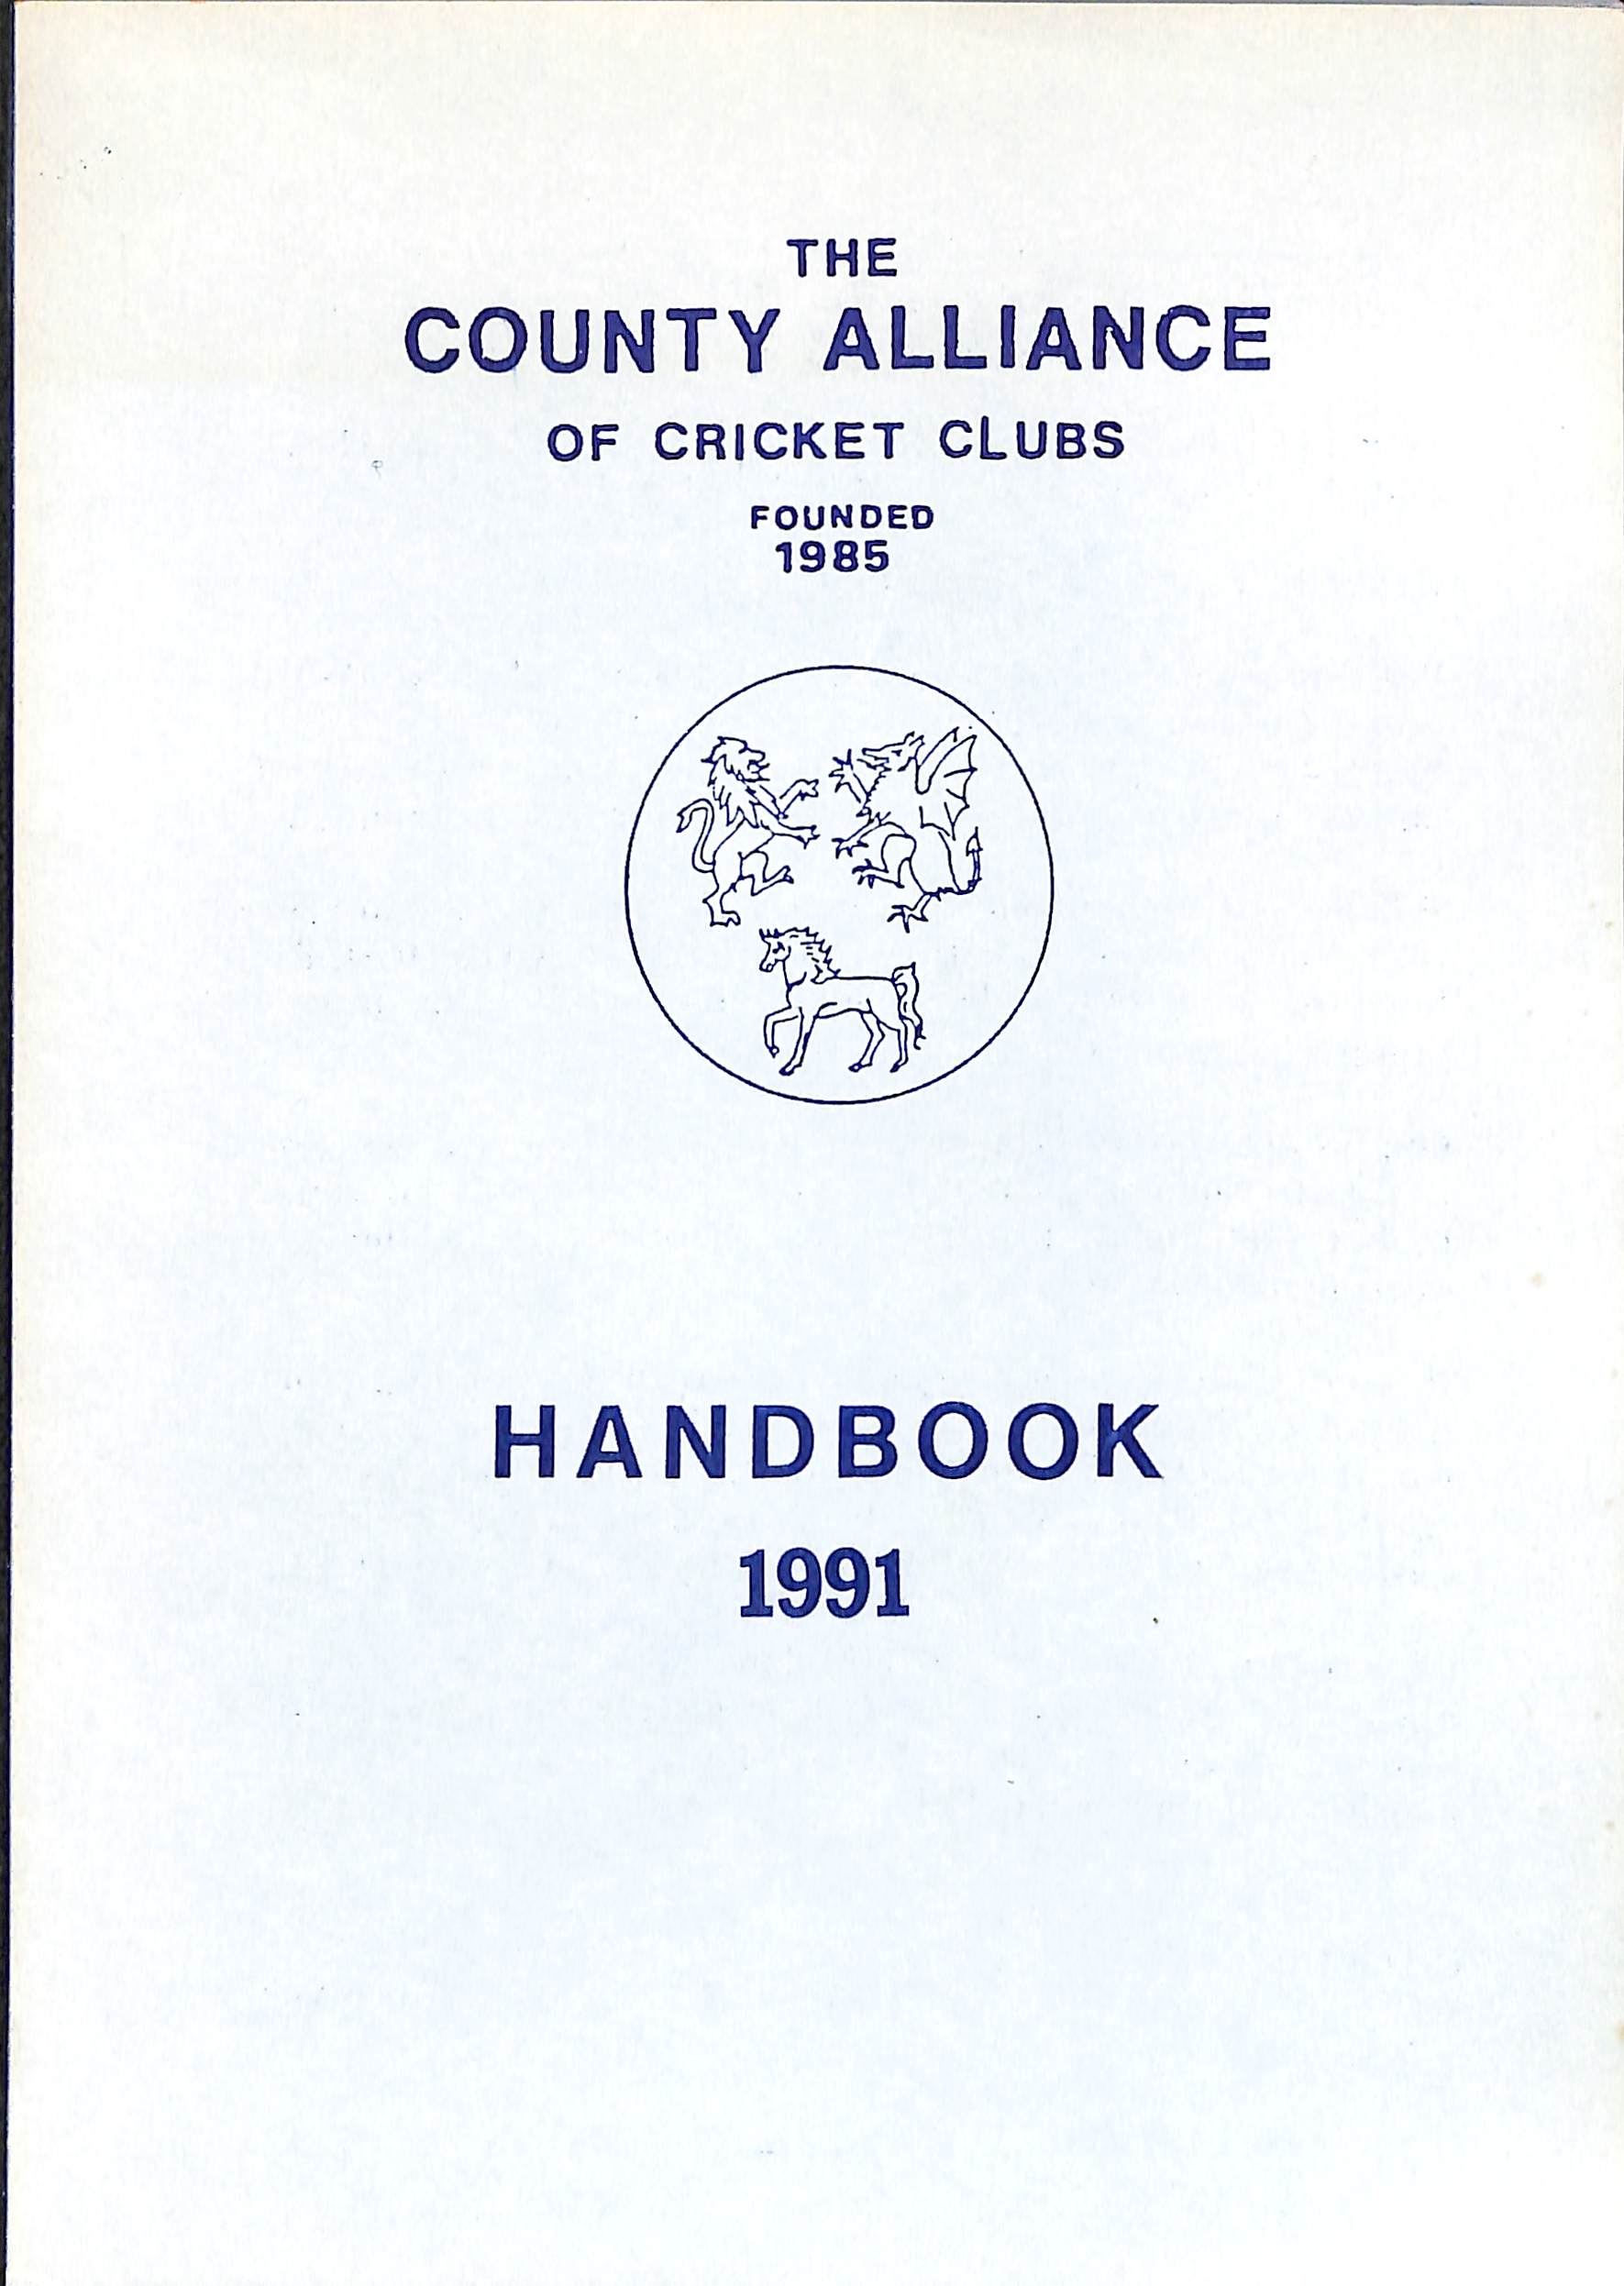 THE
COUNTY ALLIANCE
OF CRICKET CLUBS
FOUNDED
1985
HANDBOOK
1991